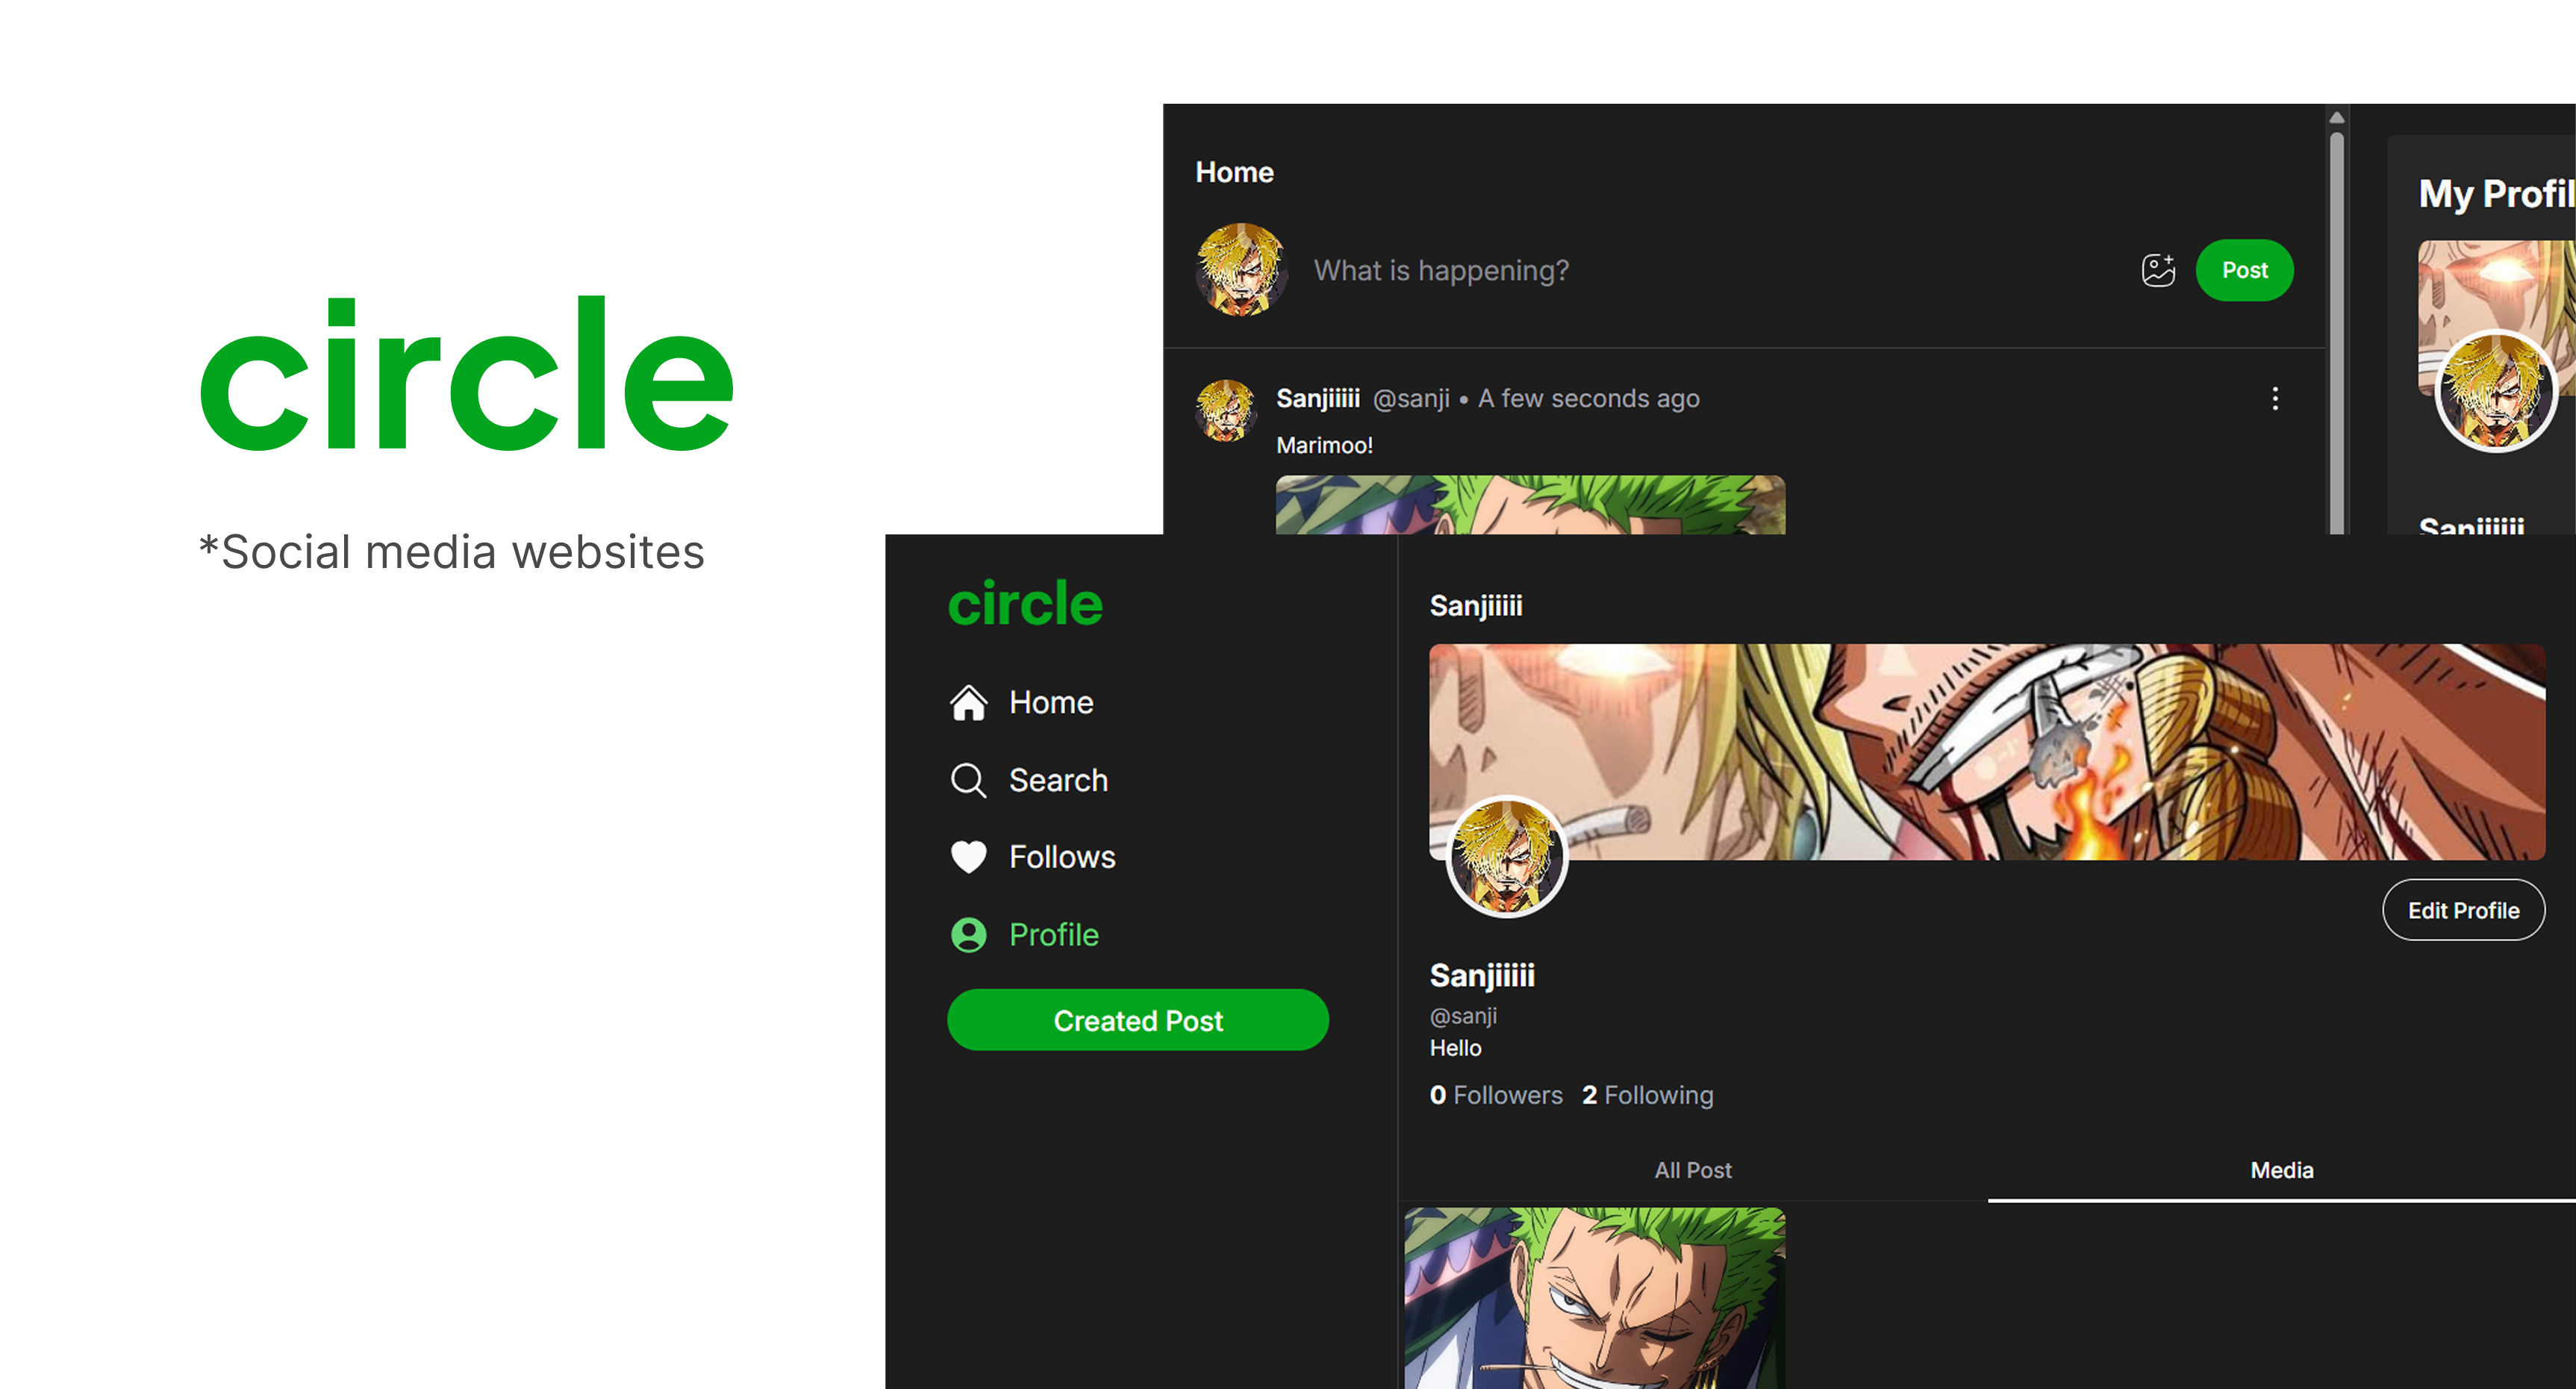 circle
*Social media websites
Home
What is happening?
Post
Sanjiiiii @sanji • A few seconds ago
Marimoo!
My Profil
Sanjiiiii
circle
Home
Search
Follows
Profile
Created Post
Sanjiiiii
Edit Profile
Sanjiiiii
@sanji
Hello
0 Followers 2 Following
All Post Media